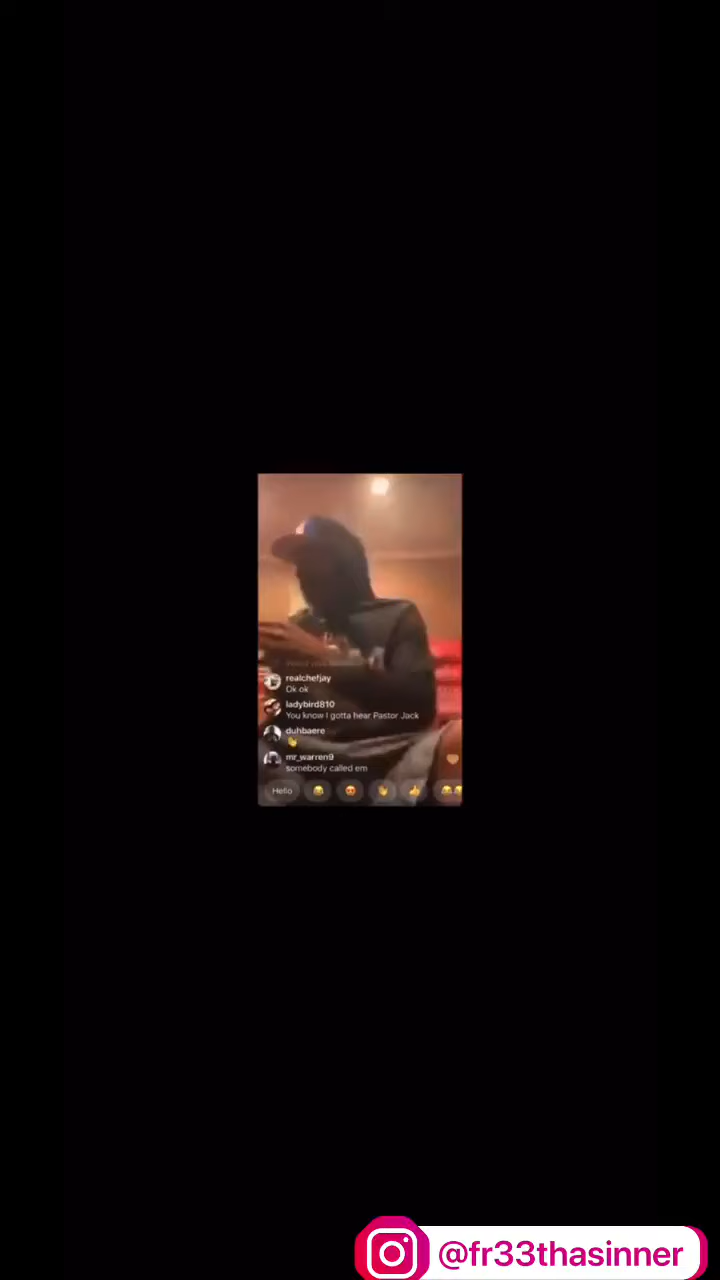 realchefjay
Ok ok
ladybird810
You know I gotta hear Pastor Jack
duhbaere
👋
mr_warren9
somebody called em
Hello 😂 😍 👋 👍 😂
@fr33thasinner